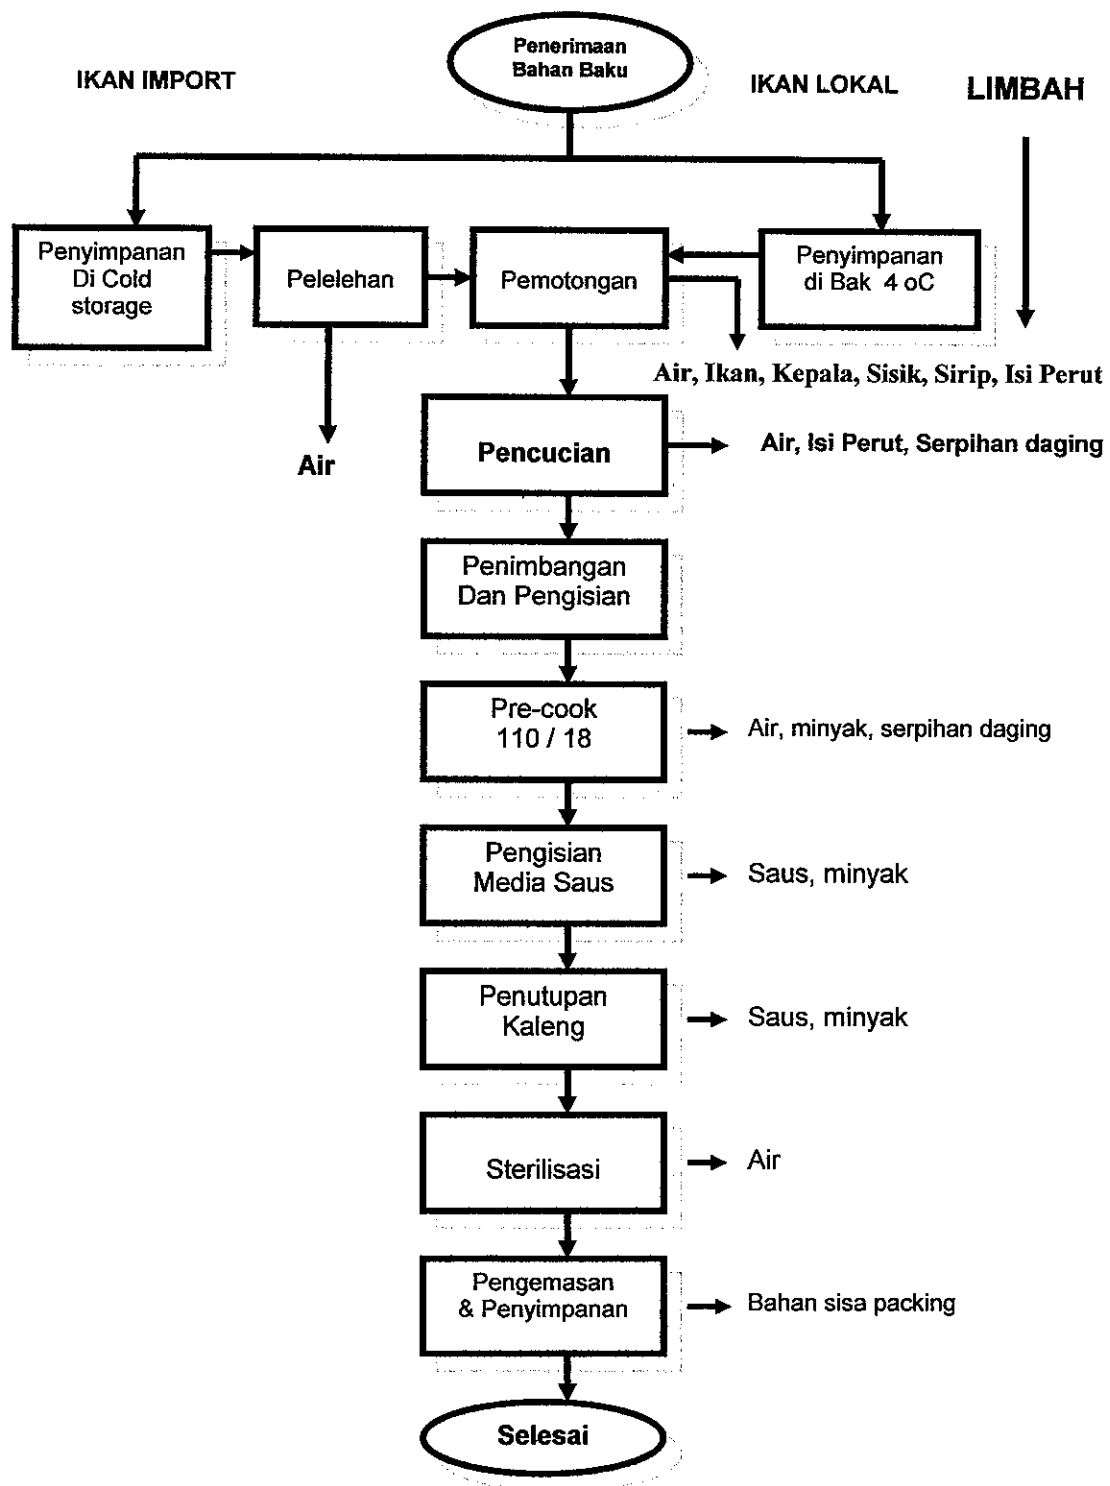 Penerimaan
Bahan Baku
IKAN IMPORT
IKAN LOKAL
LIMBAH
Penyimpanan
Di Cold
storage
Pelelehan
Pemotongan
Penyimpanan
di Bak 4 oC
Air, Ikan, Kepala, Sisik, Sirip, Isi Perut
Air
Pencucian
Air, Isi Perut, Serpihan daging
Penimbangan
Dan Pengisian
Pre-cook
110 / 18
Air, minyak, serpihan daging
Pengisian
Media Saus
Saus, minyak
Penutupan
Kaleng
Saus, minyak
Sterilisasi
Air
Pengemasan
& Penyimpanan
Bahan sisa packing
Selesai